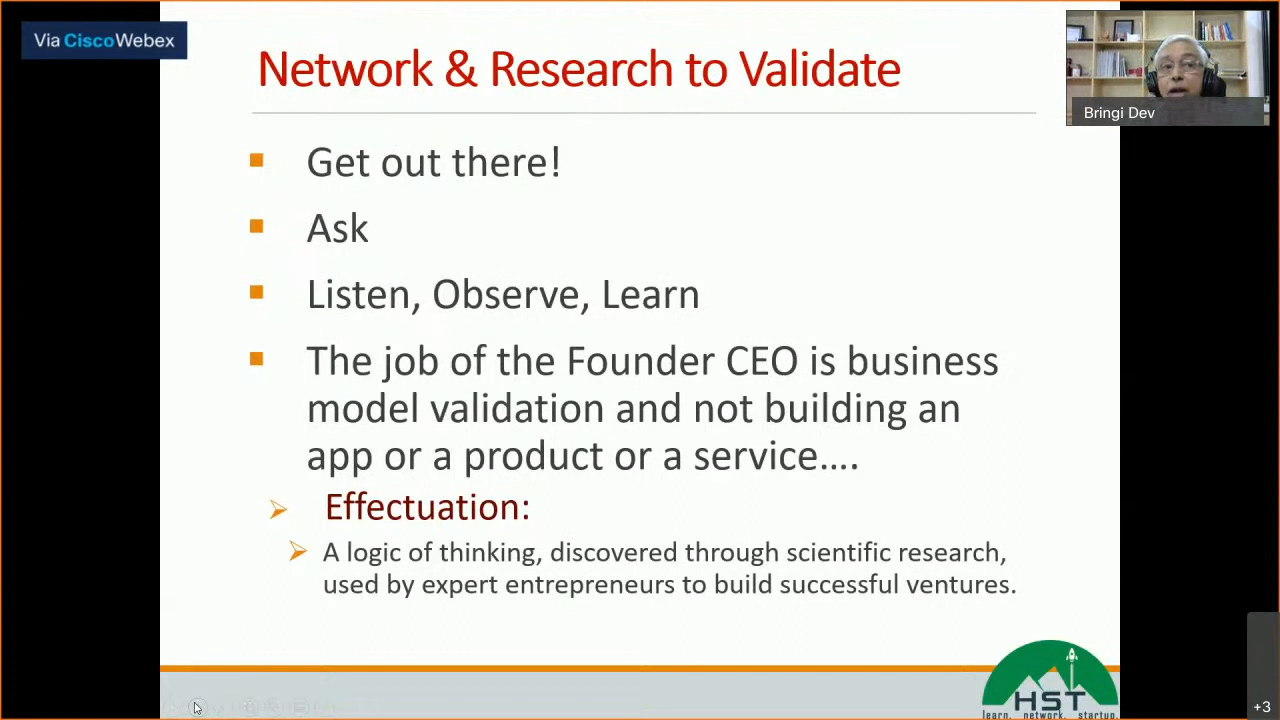 Via CiscoWebex
Network & Research to Validate
Bringi Dev
Get out there!
Ask
Listen, Observe, Learn
The job of the Founder CEO is business
model validation and not building an
app or a product or a service….
Effectuation:
A logic of thinking, discovered through scientific research,
used by expert entrepreneurs to build successful ventures.
HST
learn. network. startup.
+3